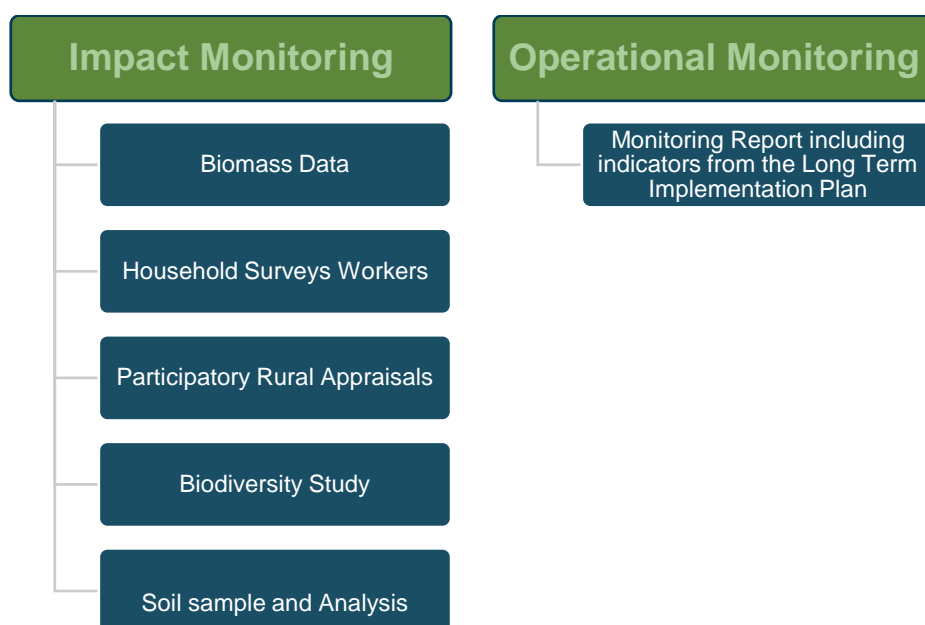 Impact Monitoring
Biomass Data
Household Surveys Workers
Participatory Rural Appraisals
Biodiversity Study
Soil sample and Analysis
Operational Monitoring
Monitoring Report including
indicators from the Long Term
Implementation Plan